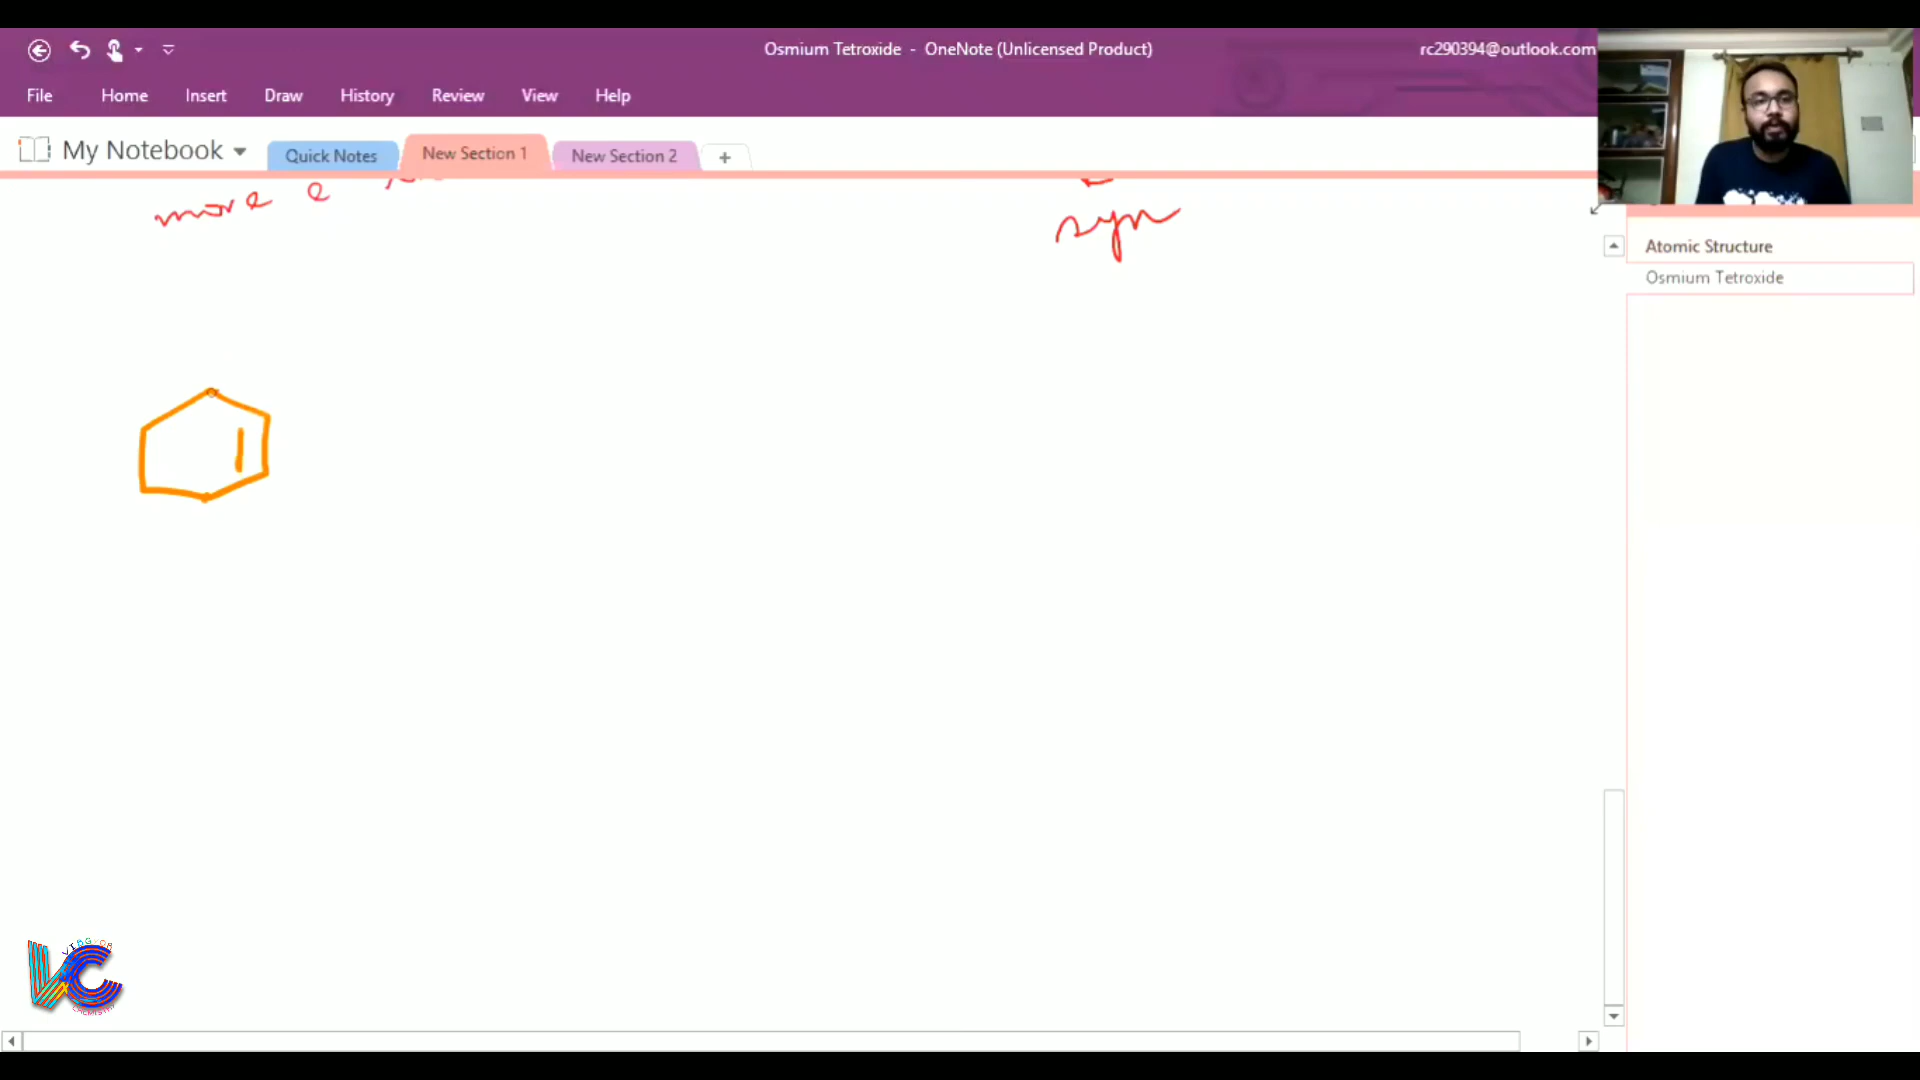 Osmium Tetroxide - OneNote (Unlicensed Product)
rc290394@outlook.com
File Home Insert Draw History Review View Help
My Notebook
Quick Notes
New Section 1
New Section 2
+
more e
syn
Atomic Structure
Osmium Tetroxide
VC